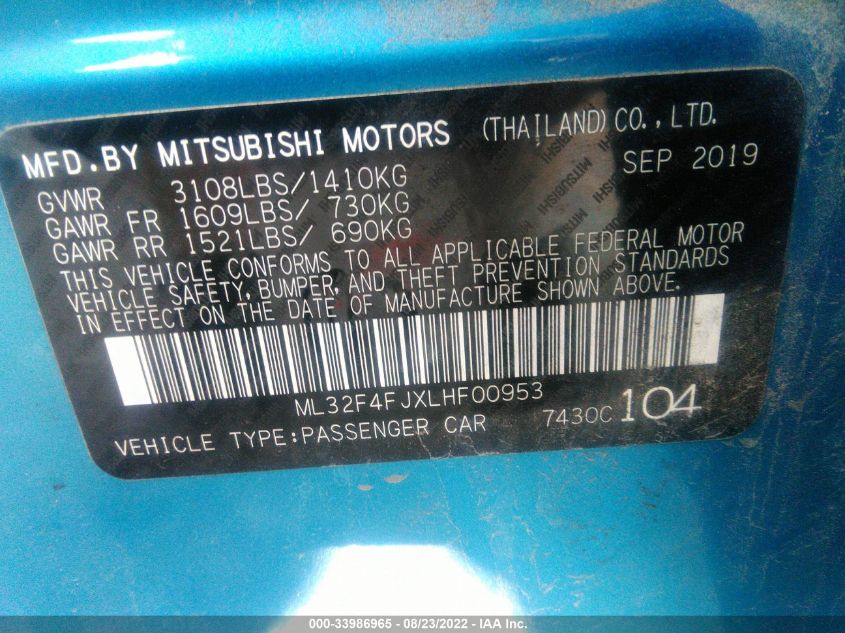 MFD.BY MITSUBISHI MOTORS (THAILAND) CO., LTD.
SEP 2019
GVWR 3108LBS/1410KG
GAWR FR 1609LBS/ 730KG
GAWR RR 1521LBS/ 690KG
THIS VEHICLE CONFORMS TO ALL APPLICABLE FEDERAL MOTOR
VEHICLE SAFETY, BUMPER, AND THEFT PREVENTION STANDARDS
IN EFFECT ON THE DATE OF MANUFACTURE SHOWN ABOVE.
ML32F4FJXLHF00953
VEHICLE TYPE:PASSENGER CAR 7430C 104
000-33986965 - 08/23/2022 - IAA Inc.